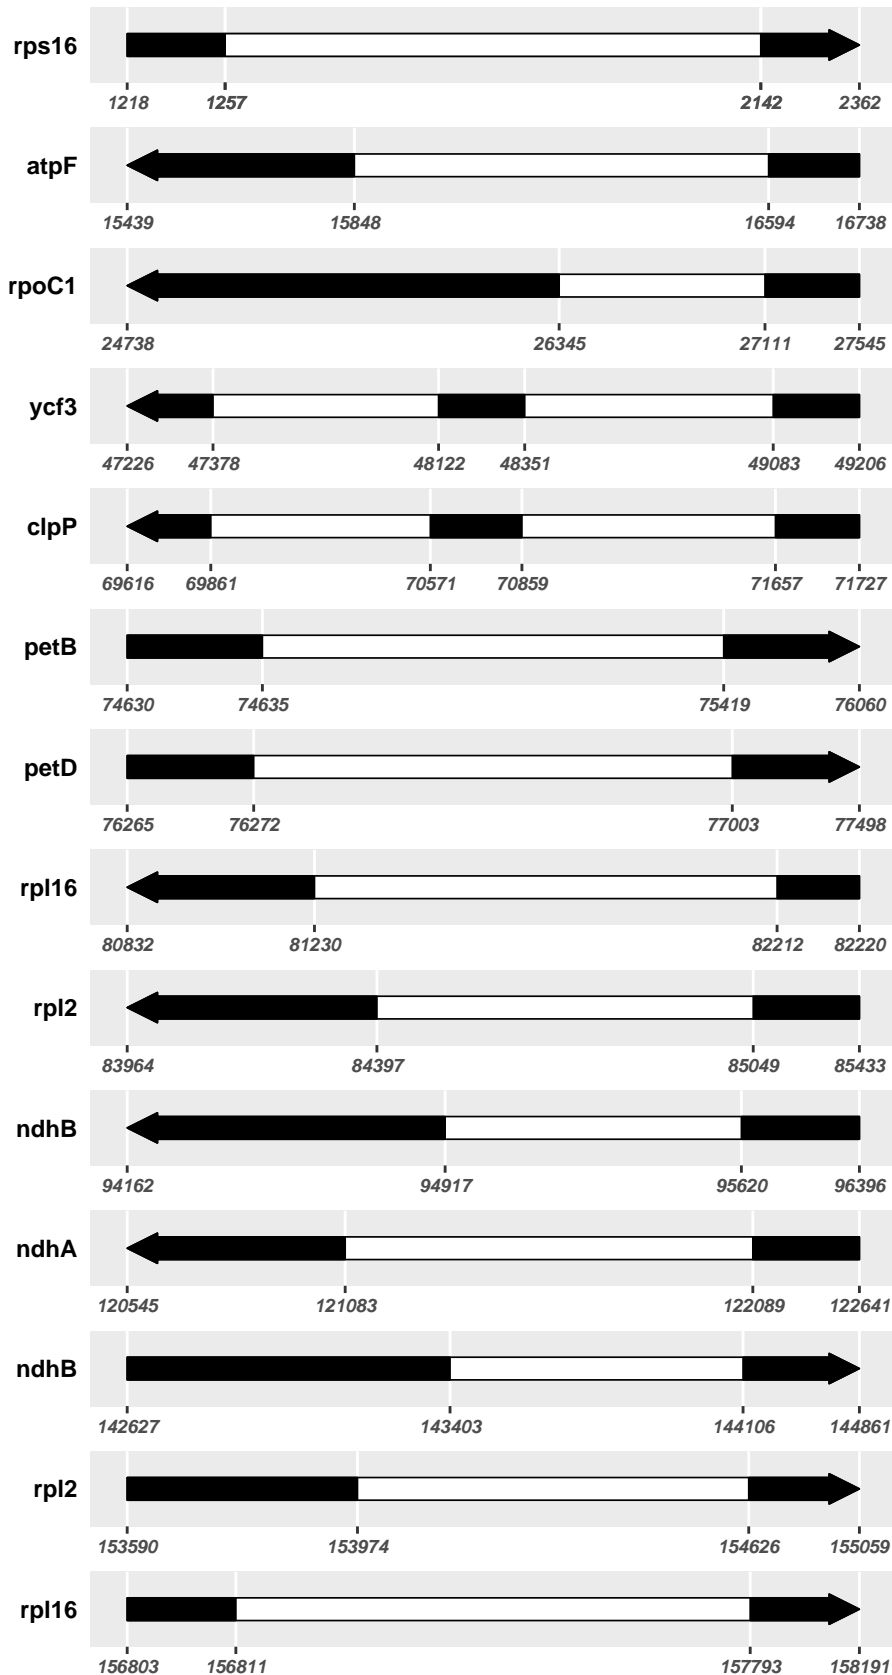 rps16
1218 1257 2142 2362
atpF
15439 15848 16594 16738
rpoC1
24738 26345 27111 27545
ycf3
47226 47378 48122 48351 49083 49206
clpP
69616 69861 70571 70859 71657 71727
petB
74630 74635 75419 76060
petD
76265 76272 77003 77498
rpl16
80832 81230 82212 82220
rpl2
83964 84397 85049 85433
ndhB
94162 94917 95620 96396
ndhA
120545 121083 122089 122641
ndhB
142627 143403 144106 144861
rpl2
153590 153974 154626 155059
rpl16
156803 156811 157793 158191